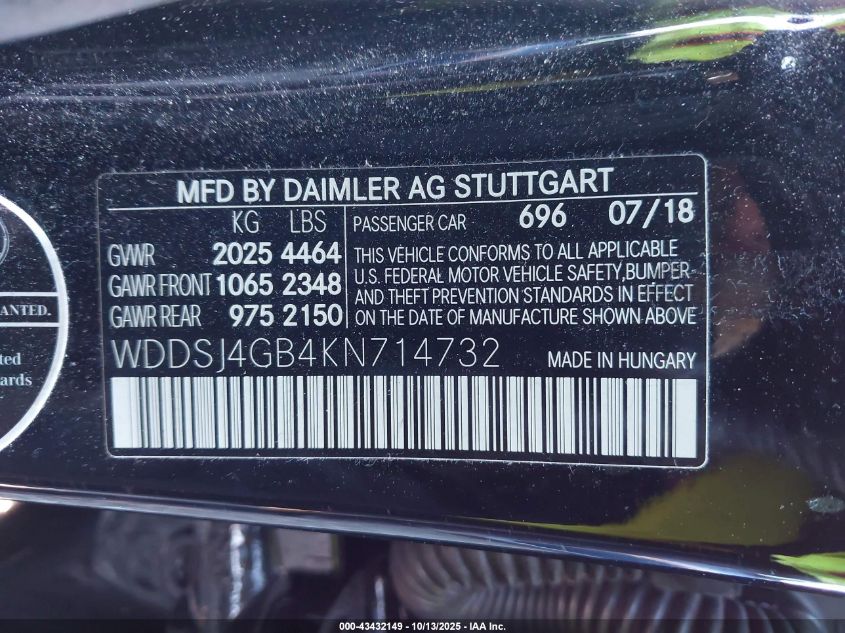 MFD BY DAIMLER AG STUTTGART
KG LBS
PASSENGER CAR 696 07/18
GVWR 2025 4464
GAWR FRONT 1065 2348
GAWR REAR 975 2150
THIS VEHICLE CONFORMS TO ALL APPLICABLE
U.S. FEDERAL MOTOR VEHICLE SAFETY, BUMPER
AND THEFT PREVENTION STANDARDS IN EFFECT
ON THE DATE OF MANUFACTURE SHOWN ABOVE
WDDSJ4GB4KN714732 MADE IN HUNGARY
000-43432149 - 10/13/2025 - IAA Inc.